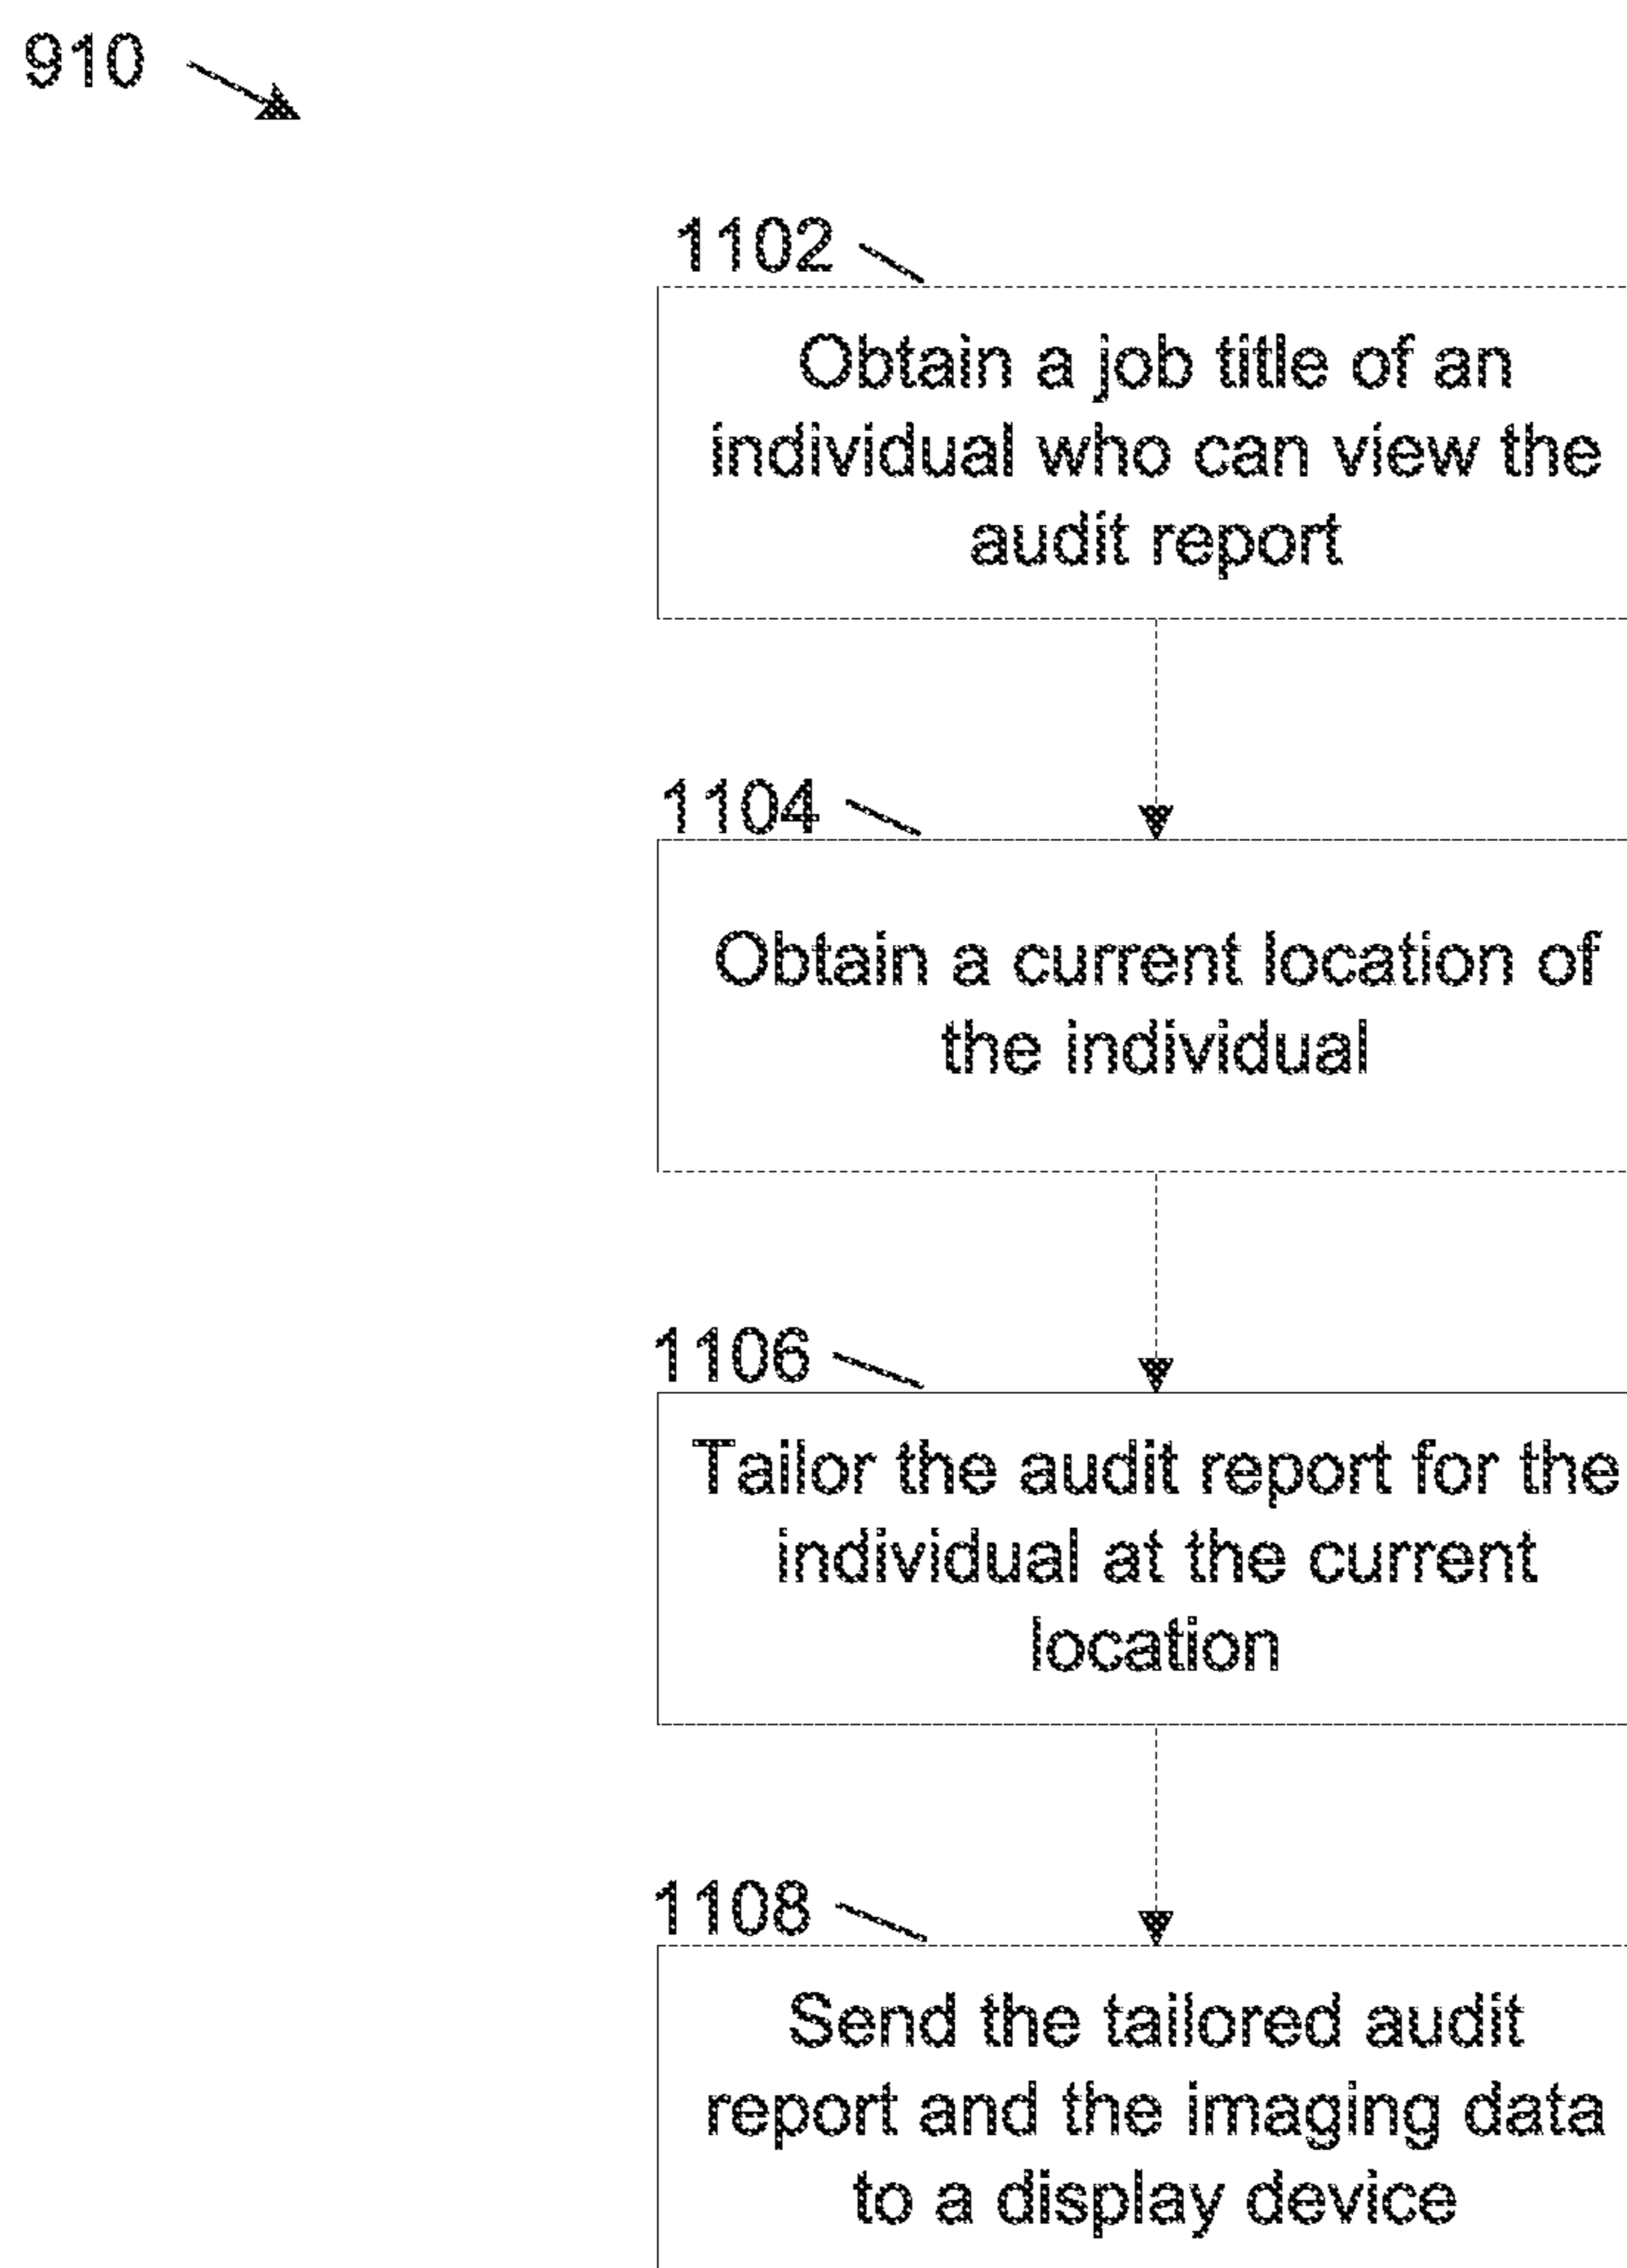 910
1102
Obtain a job title of an
individual who can view the
audit report
1104
Obtain a current location of
the individual
1106
Tailor the audit report for the
individual at the current
location
1108
Send the tailored audit
report and the imaging data
to a display device